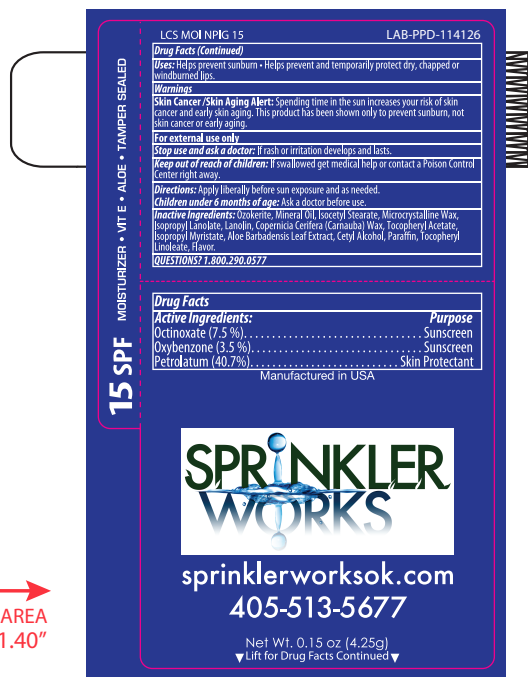 LCS MOI NPIG 15 LAB-PPD-114126
Drug Facts (Continued)
Uses: Helps prevent sunburn • Helps prevent and temporarily protect dry, chapped or
windburned lips.
Warnings
Skin Cancer /Skin Aging Alert: Spending time in the sun increases your risk of skin
cancer and early skin aging. This product has been shown only to prevent sunburn, not
skin cancer or early aging.
For external use only
Stop use and ask a doctor: If rash or irritation develops and lasts.
Keep out of reach of children: If swallowed get medical help or contact a Poison Control
Center right away.
Directions: Apply liberally before sun exposure and as needed.
Children under 6 months of age: Ask a doctor before use.
Inactive Ingredients: Ozokerite, Mineral Oil, Isocetyl Stearate, Microcrystalline Wax,
Isopropyl Lanolate, Lanolin, Copernicia Cerifera (Carnauba) Wax, Tocopheryl Acetate,
Isopropyl Myristate, Aloe Barbadensis Leaf Extract, Cetyl Alcohol, Paraffin, Tocopheryl
Linoleate, Flavor.
QUESTIONS? 1.800.290.0577
15 SPF MOISTURIZER • VIT E • ALOE • TAMPER SEALED
Drug Facts
Active Ingredients: Purpose
Octinoxate (7.5 %)................................Sunscreen
Oxybenzone (3.5 %)...............................Sunscreen
Petrolatum (40.7%)...........................Skin Protectant
Manufactured in USA
SPRINKLER
WORKS
sprinklerworksok.com
405-513-5677
Net Wt. 0.15 oz (4.25g)
▼Lift for Drug Facts Continued▼
AREA
1.40"